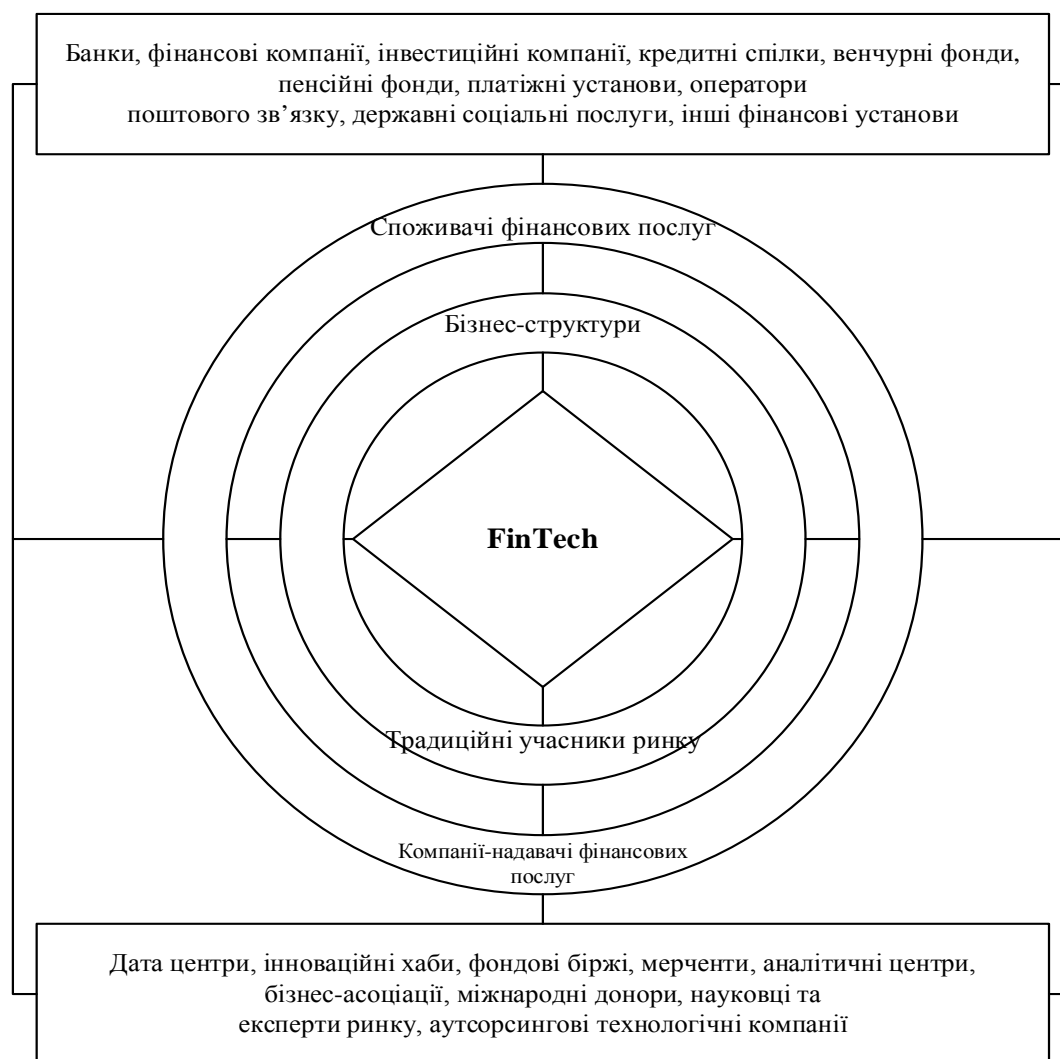 Банки, фінансові компанії, інвестиційні компанії, кредитні спілки, венчурні фонди,
пенсійні фонди, платіжні установи, оператори
поштового зв’язку, державні соціальні послуги, інші фінансові установи
Споживачі фінансових послуг
Бізнес-структури
FinTech
Традиційні учасники ринку
Компанії-надавачі фінансових
послуг
Дата центри, інноваційні хаби, фондові біржі, мерченти, аналітичні центри,
бізнес-асоціації, міжнародні донори, науковці та
експерти ринку, аутсорсингові технологічні компанії